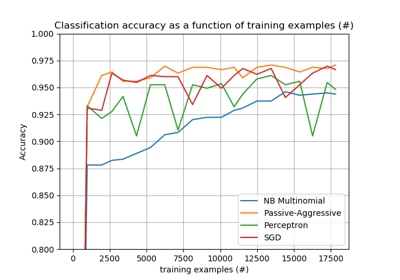 Classification accuracy as a function of training examples (#)
1.000
0.975
0.950
0.925
0.900
0.875
0.850
0.825
0.800
Accuracy
NB Multinomial
Passive-Aggressive
Perceptron
SGD
0 2500 5000 7500 10000 12500 15000 17500
training examples (#)